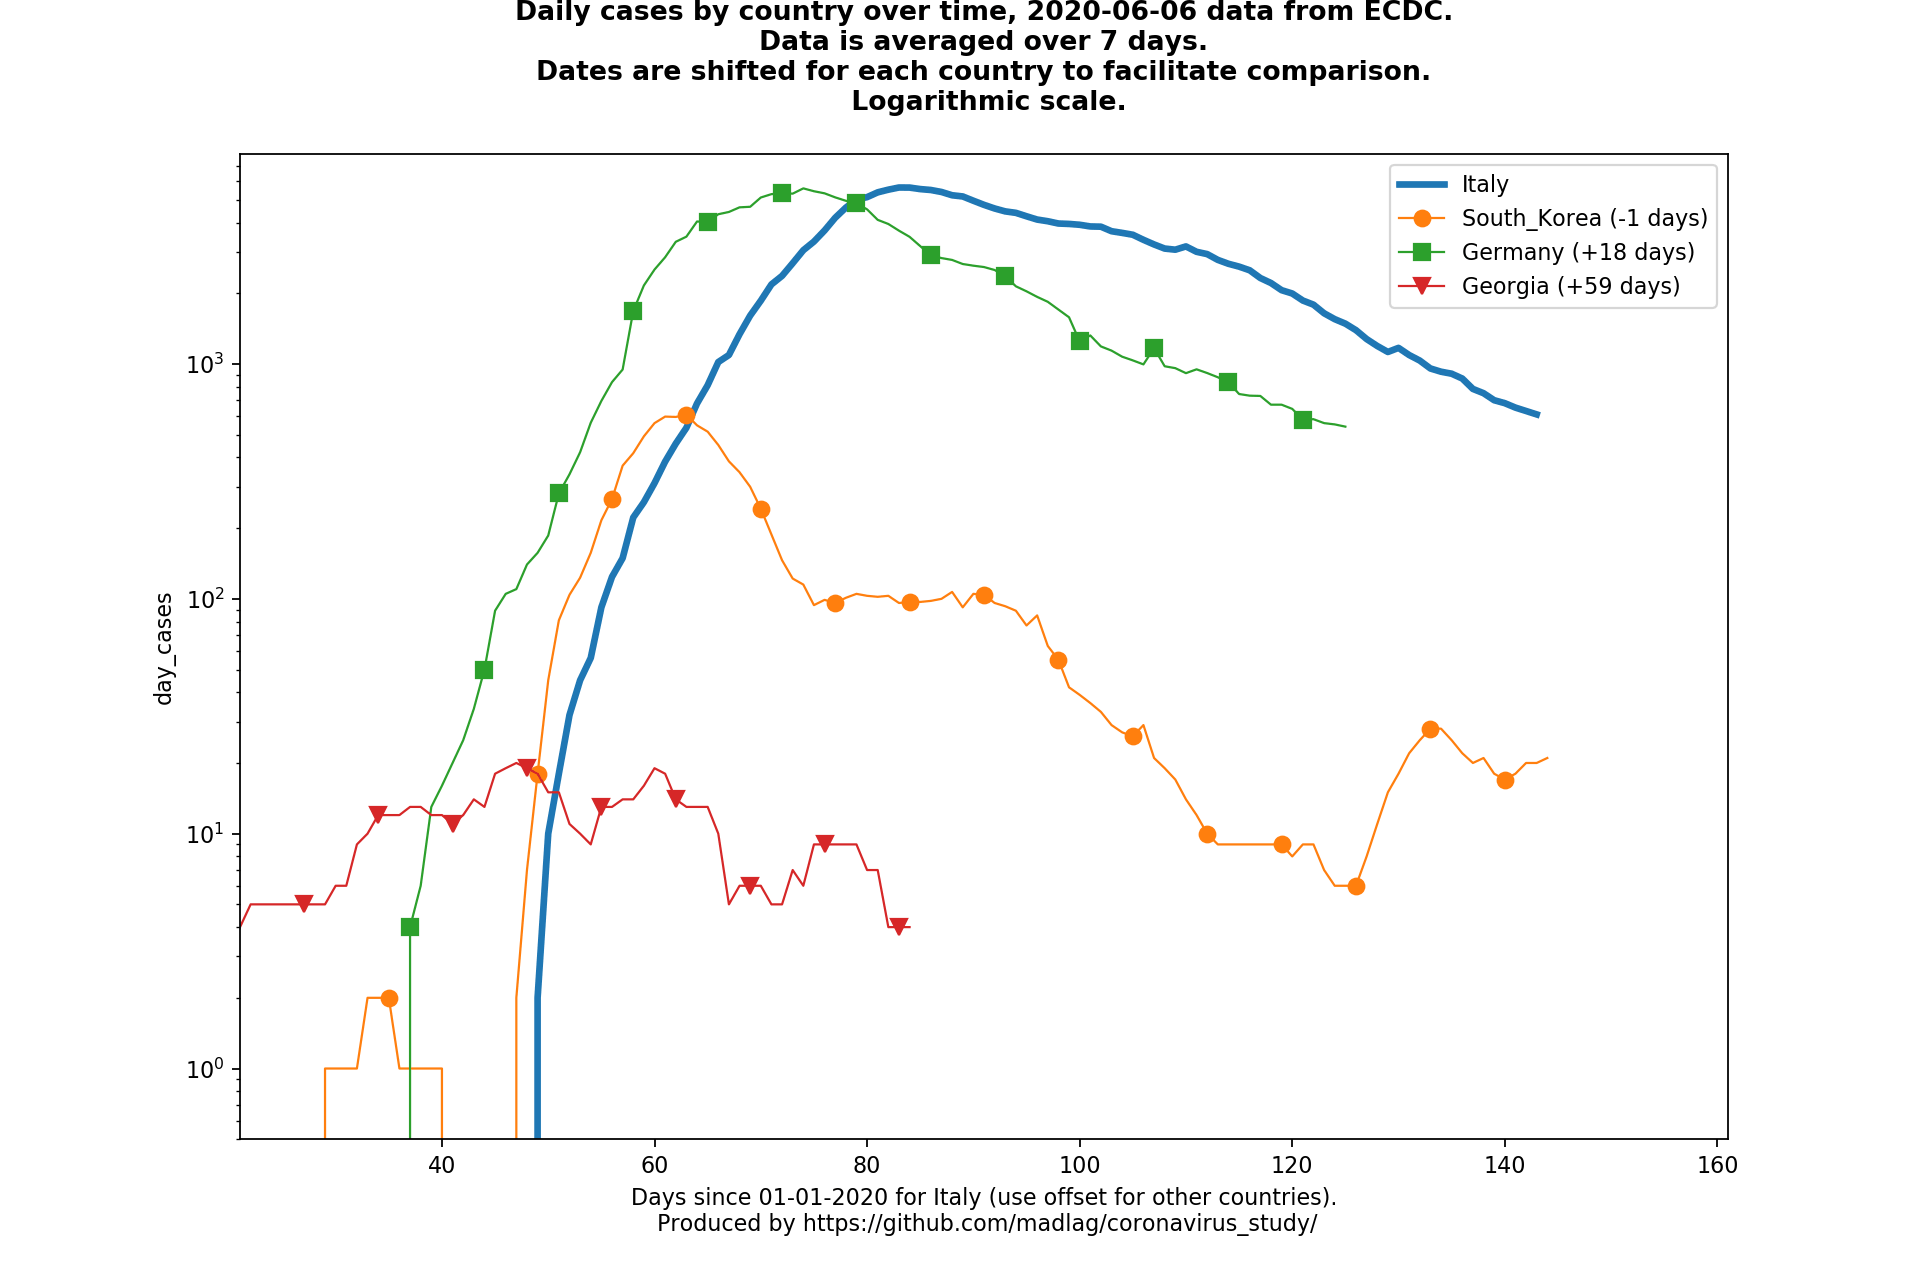 Daily cases by country over time, 2020-06-06 data from ECDC.
Data is averaged over 7 days.
Dates are shifted for each country to facilitate comparison.
Logarithmic scale.
Italy
South_Korea (-1 days)
Germany (+18 days)
Georgia (+59 days)
day_cases
10³
10²
10¹
10⁰
40 60 80 100 120 140 160
Days since 01-01-2020 for Italy (use offset for other countries).
Produced by https://github.com/madlag/coronavirus_study/